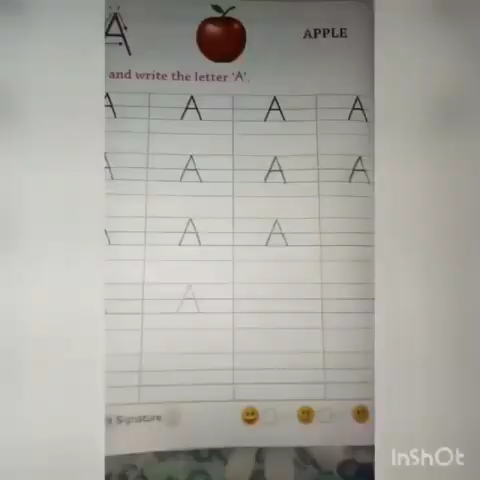 A APPLE
and write the letter 'A'.
A A A A
A A A A
A A A
A
Signature
InShOt